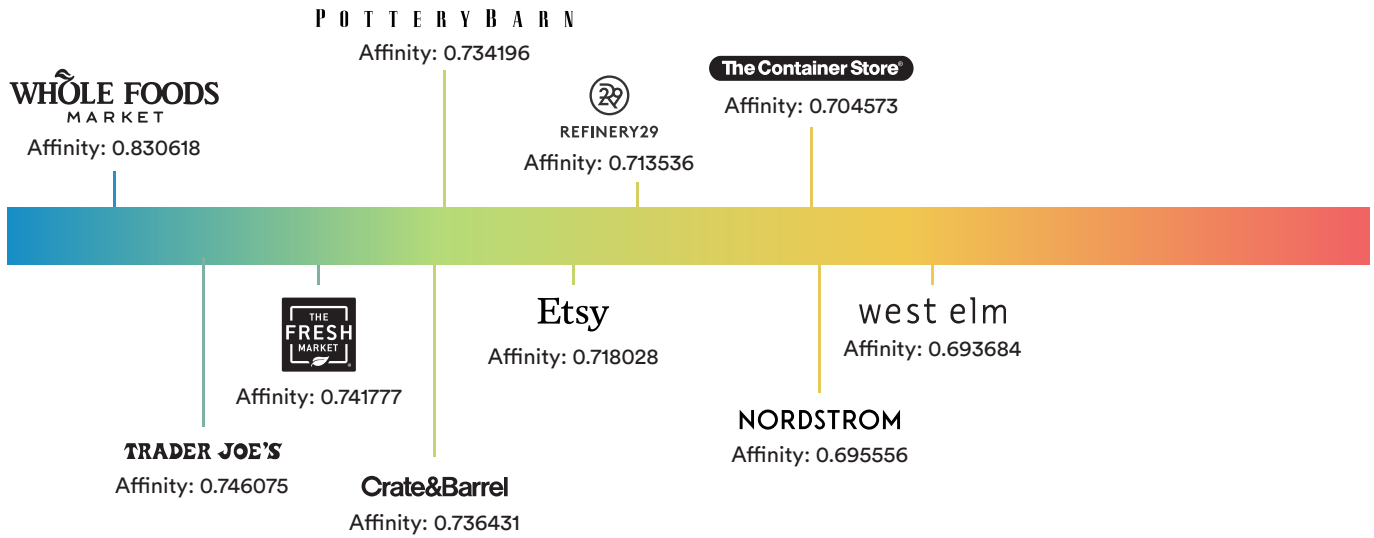 POTTERYBARN
Affinity: 0.734196
WHOLE FOODS
MARKET
Affinity: 0.830618
29
REFINERY29
Affinity: 0.713536
The Container Store®
Affinity: 0.704573
THE
FRESH
MARKET
®
Affinity: 0.741777
TRADER JOE'S
Affinity: 0.746075
Crate&Barrel
Affinity: 0.736431
Etsy
Affinity: 0.718028
NORDSTROM
Affinity: 0.695556
west elm
Affinity: 0.693684